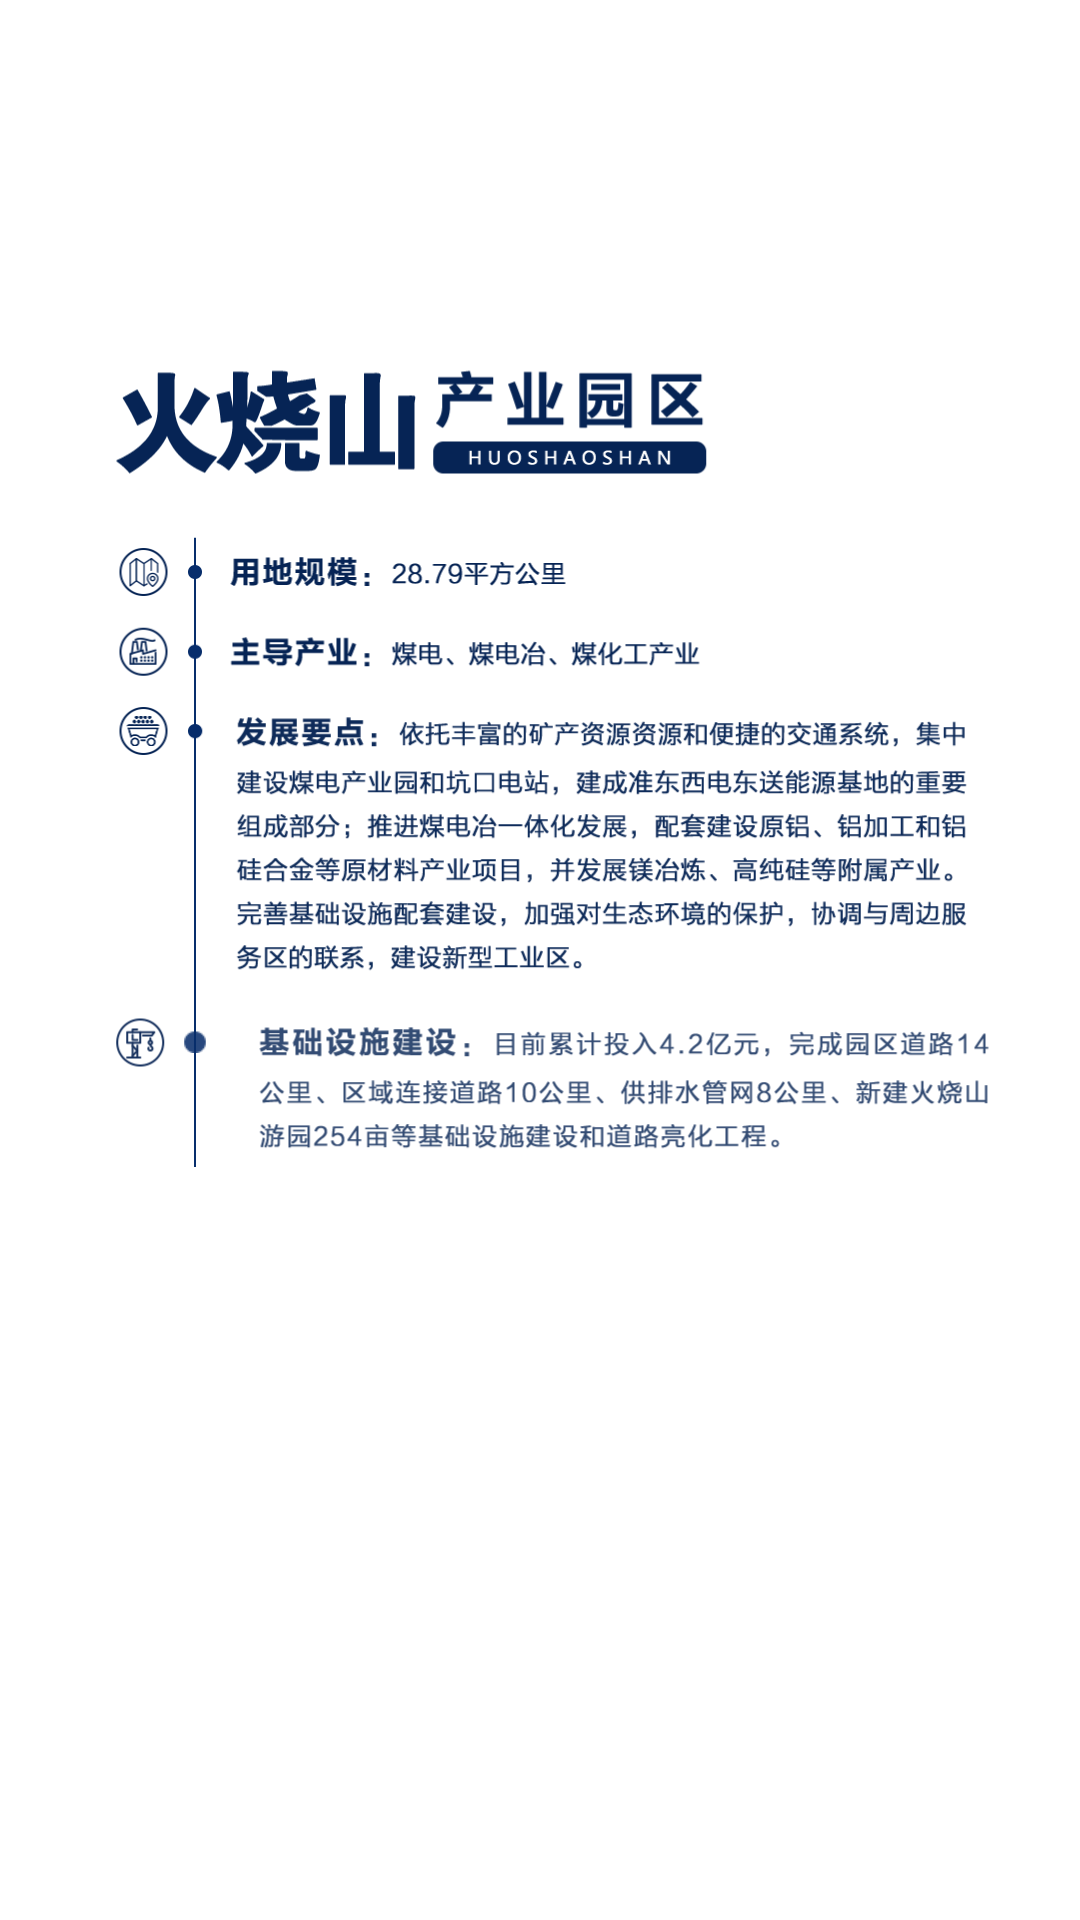 火烧山 产业园区
HUOSHAOSHAN
用地规模：28.79平方公里
主导产业：煤电、煤电冶、煤化工产业
发展要点：依托丰富的矿产资源资源和便捷的交通系统，集中
建设煤电产业园和坑口电站，建成准东西电东送能源基地的重要
组成部分；推进煤电冶一体化发展，配套建设原铝、铝加工和铝
硅合金等原材料产业项目，并发展镁冶炼、高纯硅等附属产业。
完善基础设施配套建设，加强对生态环境的保护，协调与周边服
务区的联系，建设新型工业区。
基础设施建设：目前累计投入4.2亿元，完成园区道路14
公里、区域连接道路10公里、供排水管网8公里、新建火烧山
游园254亩等基础设施建设和道路亮化工程。